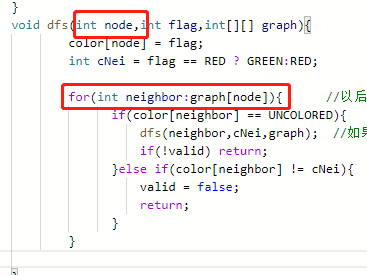 }
void dfs(int node,int flag,int[][] graph){
color[node] = flag;
int cNei = flag == RED ? GREEN:RED;
for(int neighbor:graph[node]){ //以后
if(color[neighbor] == UNCOLORED){
dfs(neighbor,cNei,graph); //如果
if(!valid) return;
}else if(color[neighbor] != cNei){
valid = false;
return;
}
}
}